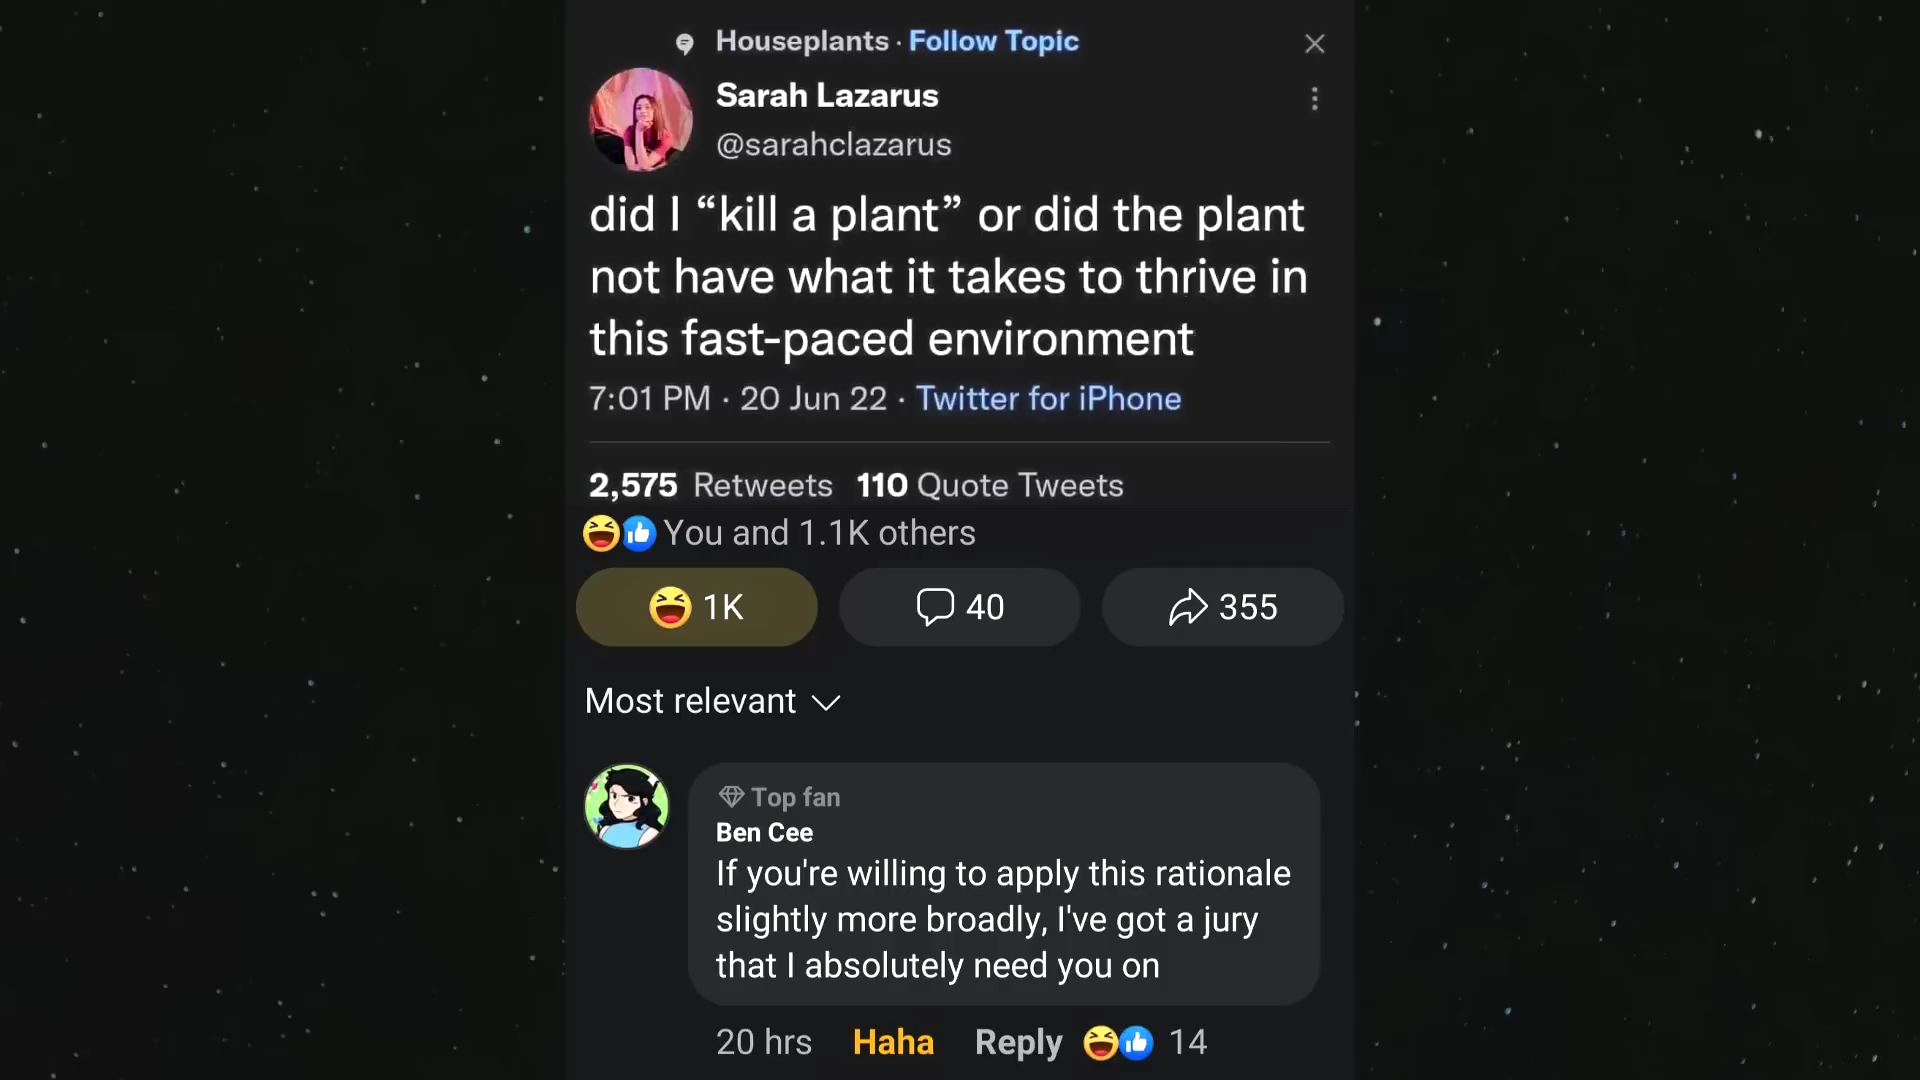 Houseplants · Follow Topic
Sarah Lazarus
@sarahclazarus
did I “kill a plant” or did the plant
not have what it takes to thrive in
this fast-paced environment
7:01 PM · 20 Jun 22 · Twitter for iPhone
2,575 Retweets 110 Quote Tweets
You and 1.1K others
1K 40 355
Most relevant
Top fan
Ben Cee
If you're willing to apply this rationale
slightly more broadly, I've got a jury
that I absolutely need you on
20 hrs Haha Reply 14